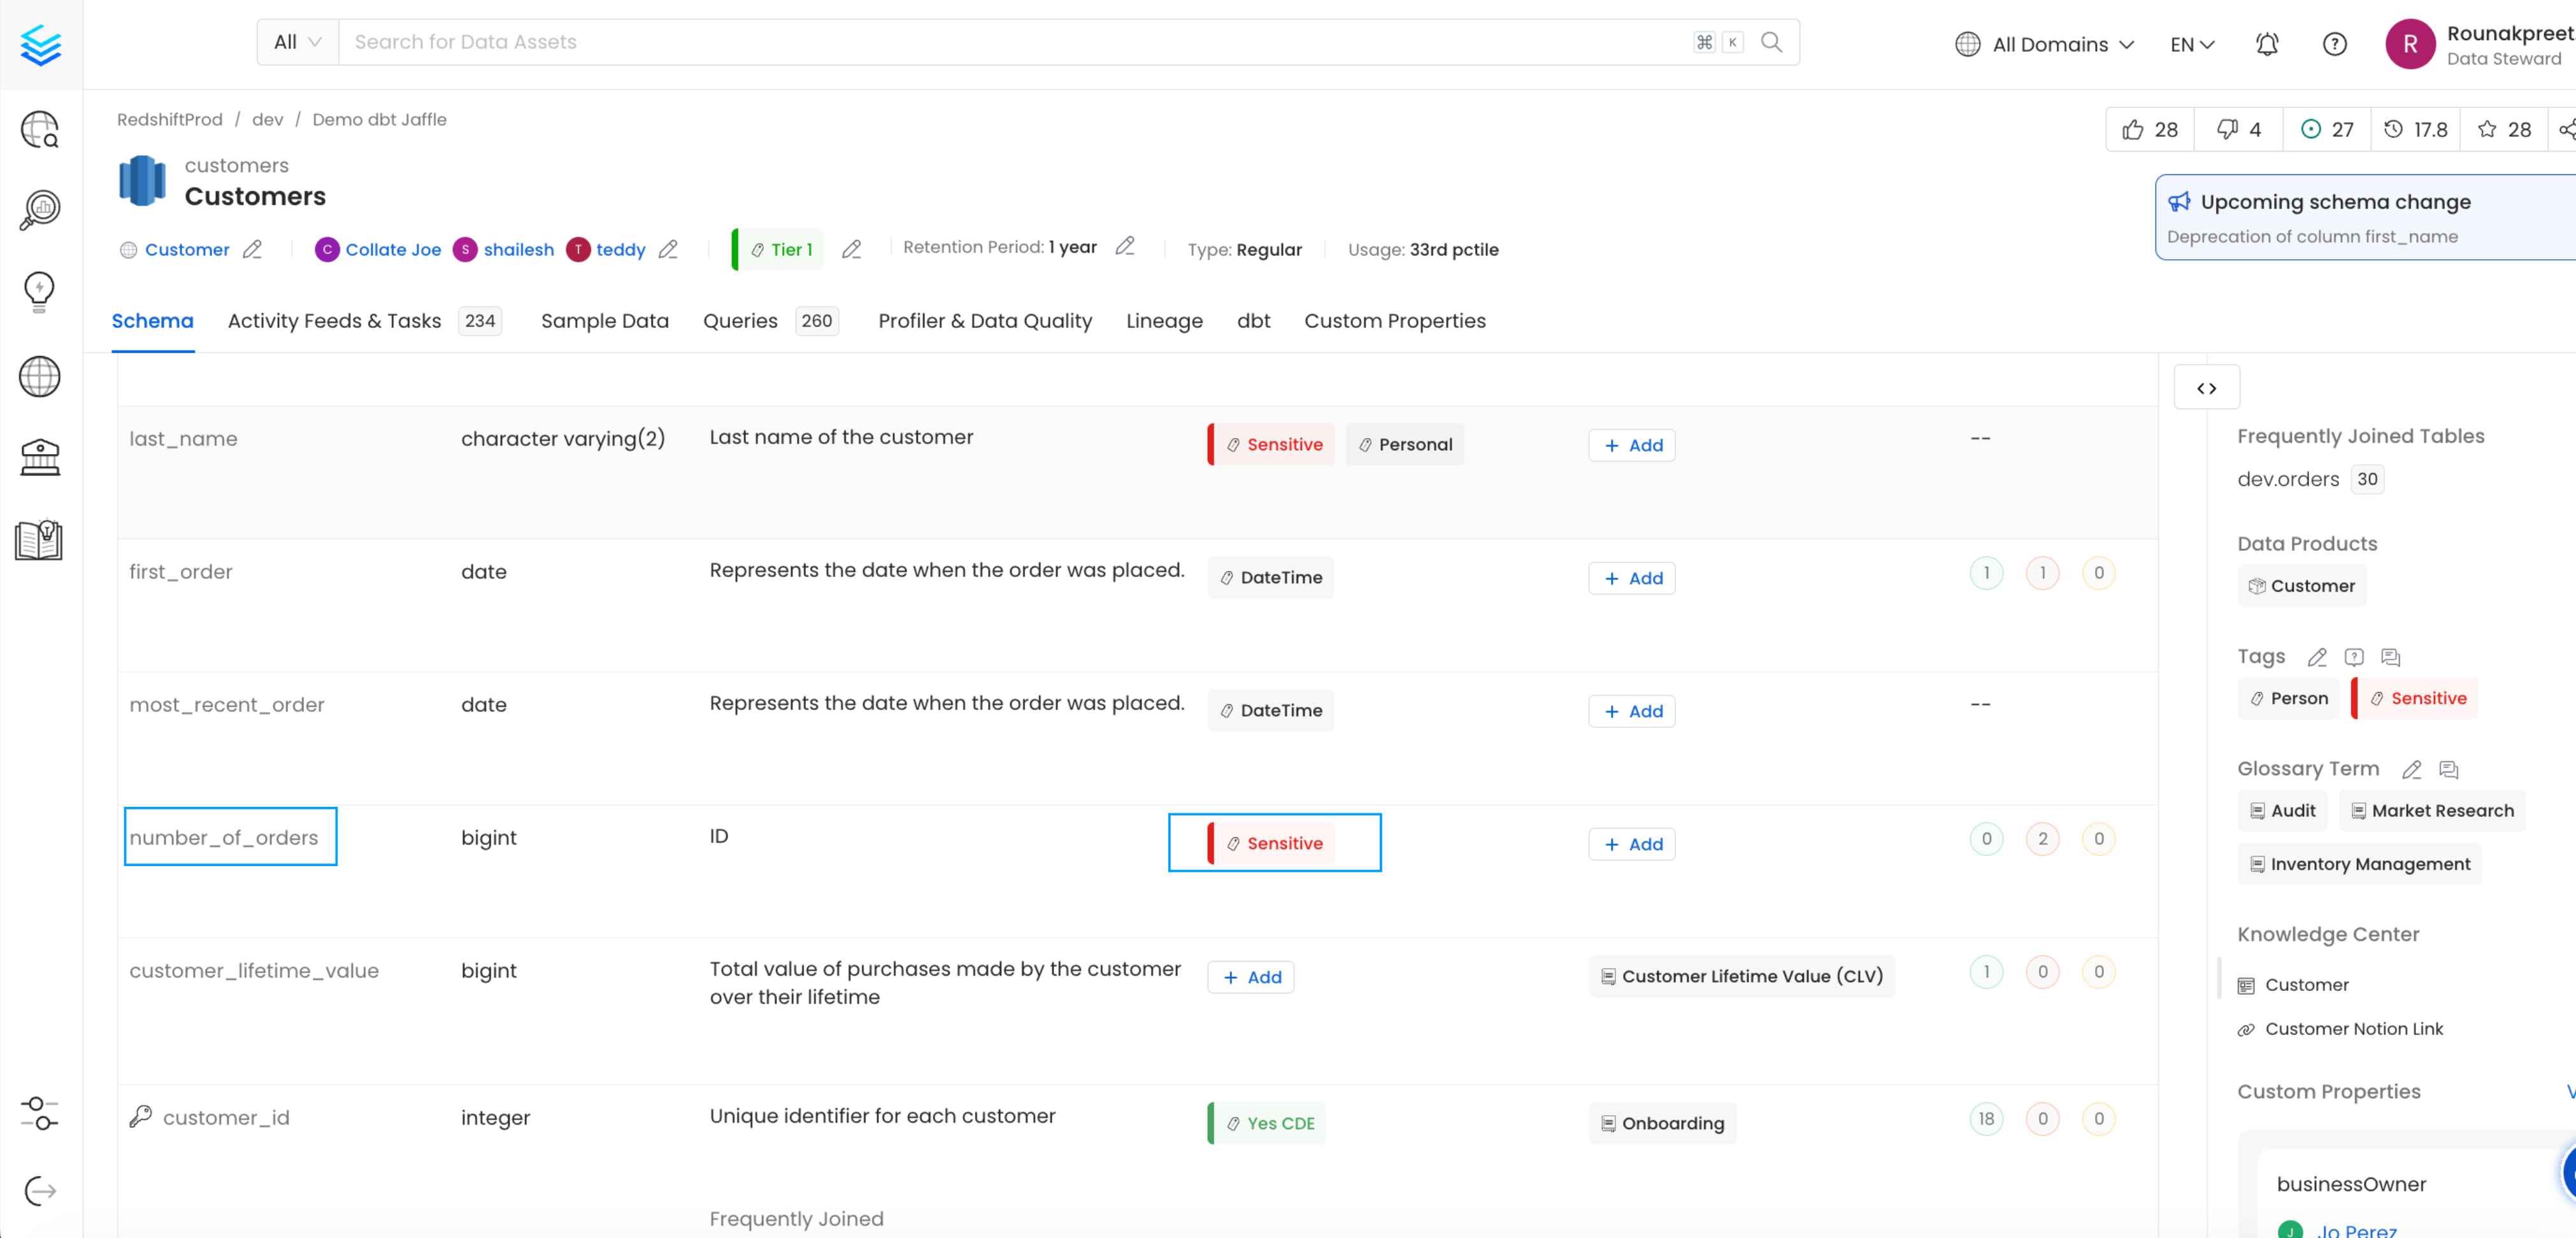 All
Search for Data Assets
⌘ K
All Domains
EN
R
Rounakpreet
Data Steward
RedshiftProd / dev / Demo dbt Jaffle
28
4
27
17.8
28
customers
Customers
Upcoming schema change
Deprecation of column first_name
Customer
C Collate Joe S shailesh T teddy
Tier 1
Retention Period: 1 year
Type: Regular
Usage: 33rd pctile
Schema
Activity Feeds & Tasks 234
Sample Data
Queries 260
Profiler & Data Quality
Lineage
dbt
Custom Properties
last_name character varying(2) Last name of the customer Sensitive Personal + Add --
first_order date Represents the date when the order was placed. DateTime + Add 1 1 0
most_recent_order date Represents the date when the order was placed. DateTime + Add --
number_of_orders bigint ID Sensitive + Add 0 2 0
customer_lifetime_value bigint Total value of purchases made by the customer + Add Customer Lifetime Value (CLV) 1 0 0
over their lifetime
customer_id integer Unique identifier for each customer Yes CDE Onboarding 18 0 0
Frequently Joined
Frequently Joined Tables
dev.orders 30
Data Products
Customer
Tags
Person Sensitive
Glossary Term
Audit Market Research
Inventory Management
Knowledge Center
Customer
Customer Notion Link
Custom Properties
businessOwner
J Jo Perez